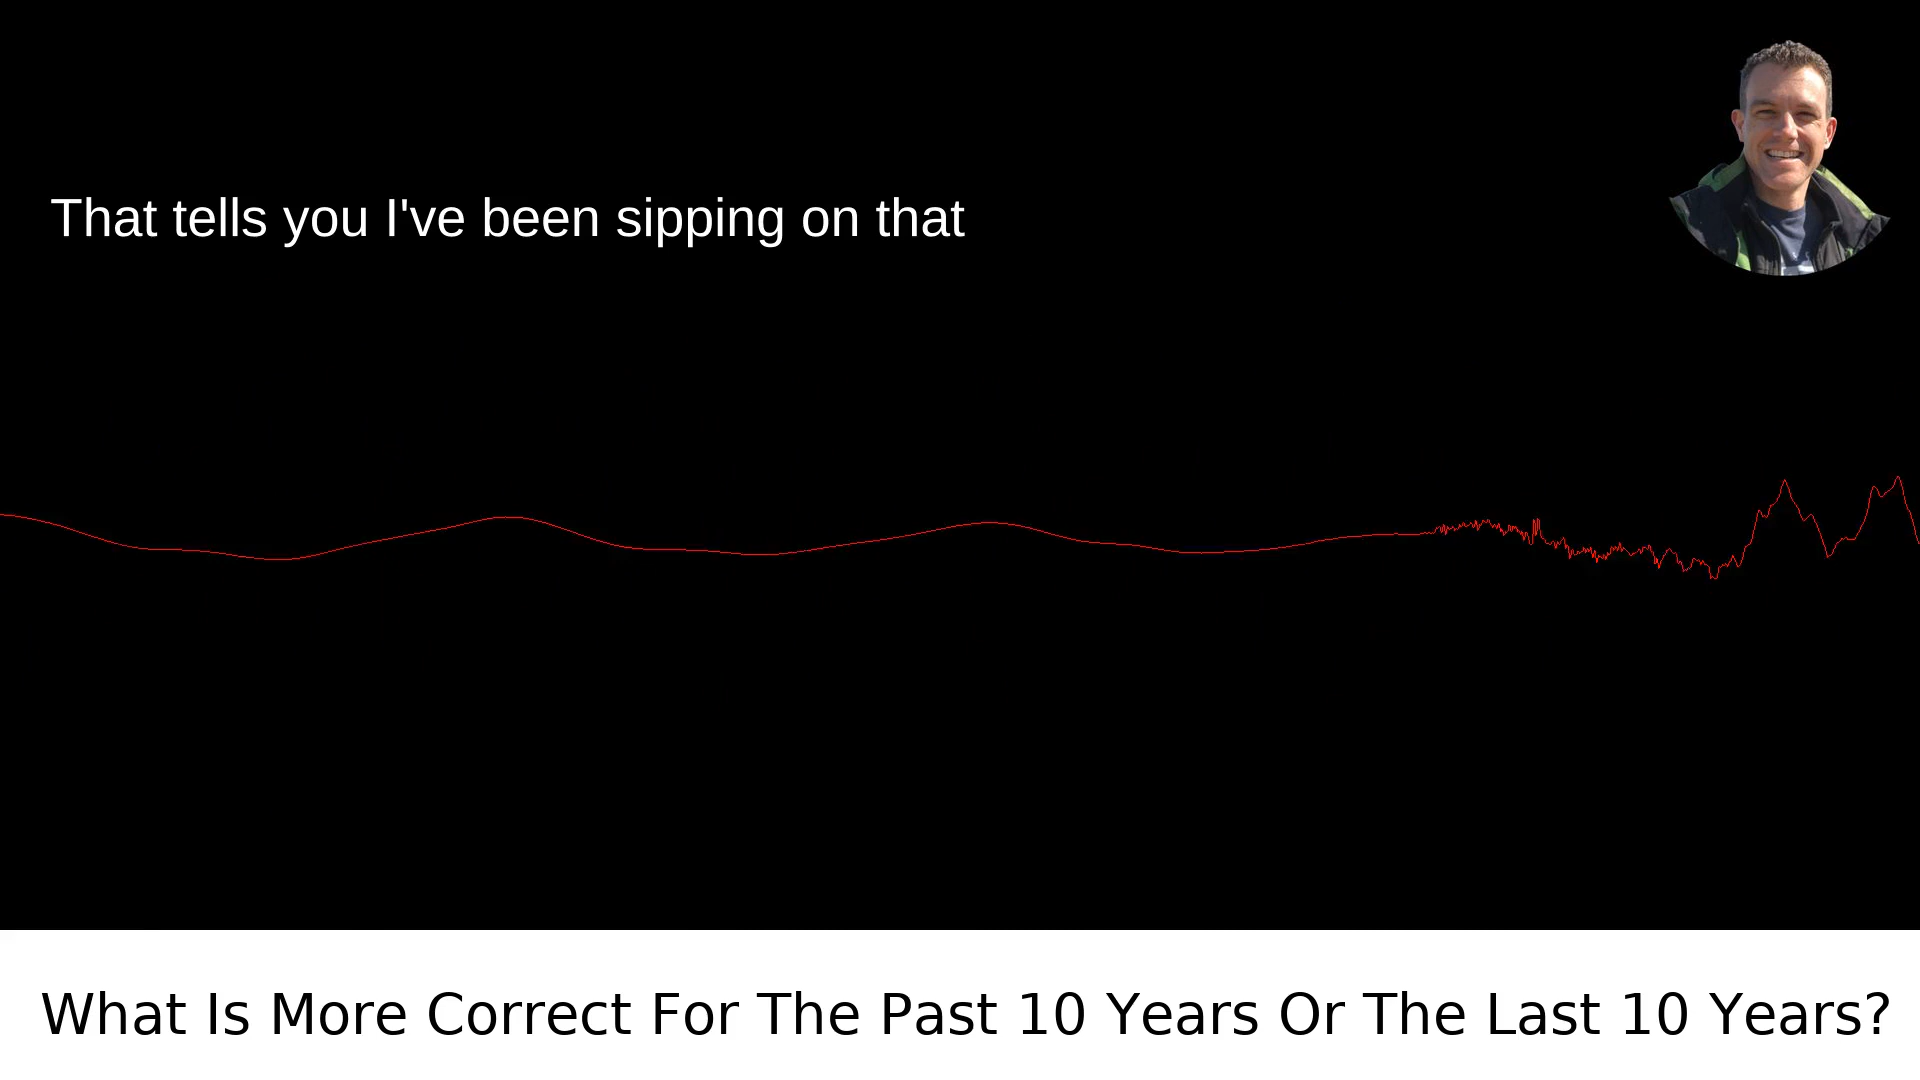 That tells you I've been sipping on that
What Is More Correct For The Past 10 Years Or The Last 10 Years?